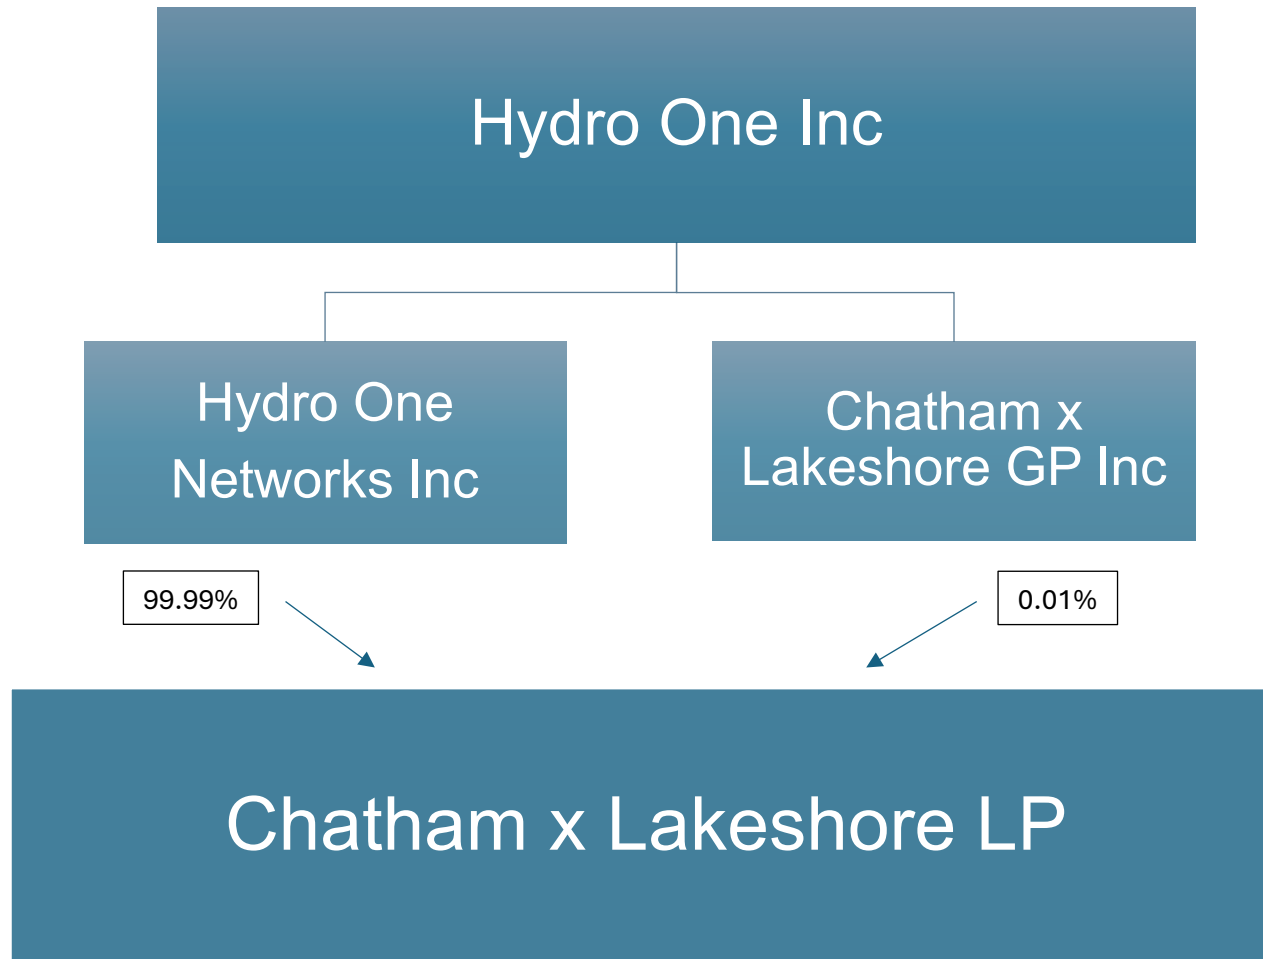 Hydro One Inc
Hydro One
Networks Inc
Chatham x
Lakeshore GP Inc
99.99%
0.01%
Chatham x Lakeshore LP